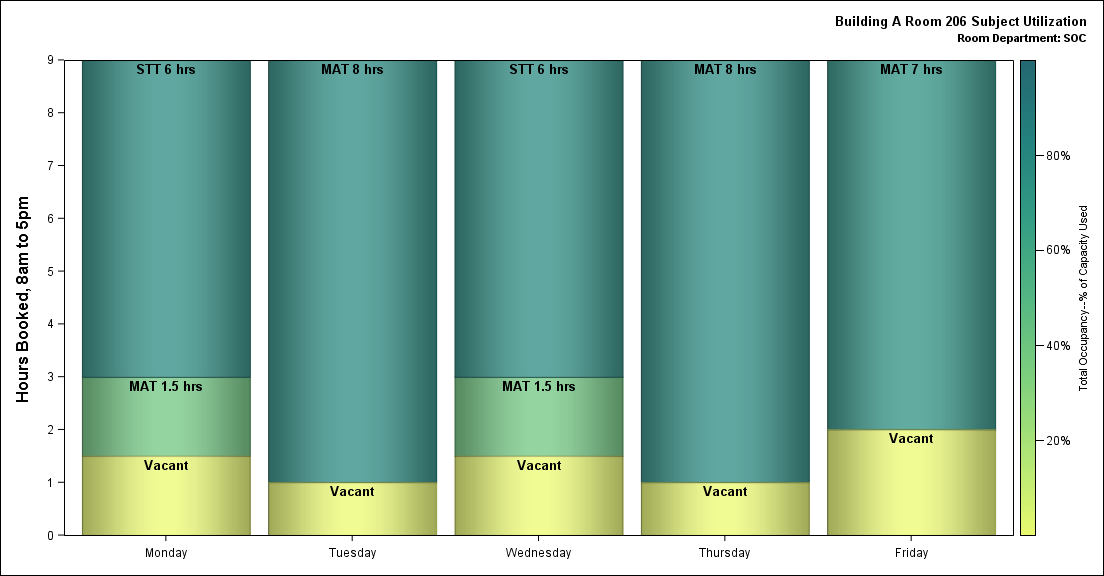 Building A Room 206 Subject Utilization
Room Department: SOC
Hours Booked, 8am to 5pm
9
8
7
6
5
4
3
2
1
0
STT 6 hrs
MAT 1.5 hrs
Vacant
MAT 8 hrs
Vacant
STT 6 hrs
MAT 1.5 hrs
Vacant
MAT 8 hrs
Vacant
MAT 7 hrs
Vacant
Monday
Tuesday
Wednesday
Thursday
Friday
80%
60%
40%
20%
Total Occupancy--% of Capacity Used